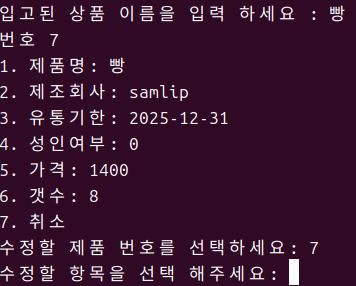 입고된 상품 이름을 입력 하세요 : 빵
번호 7
1. 제품명: 빵
2. 제조회사: samlip
3. 유통기한: 2025-12-31
4. 성인여부: 0
5. 가격: 1400
6. 갯수: 8
7. 취소
수정할 제품 번호를 선택하세요: 7
수정할 항목을 선택 해주세요: